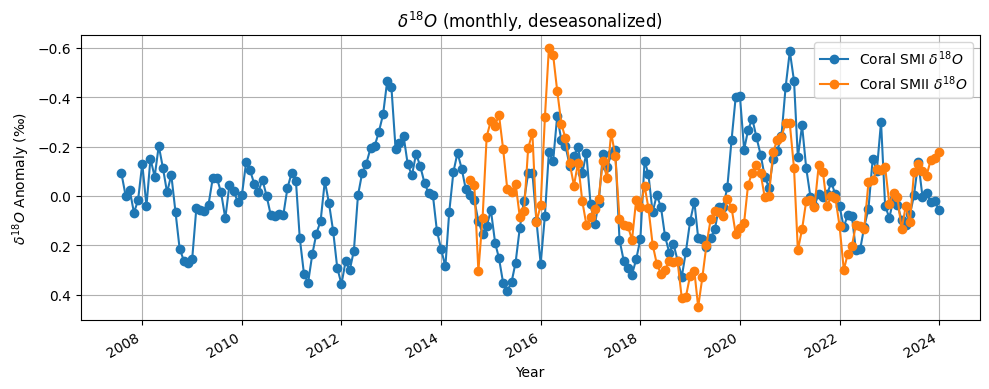 δ¹⁸O (monthly, deseasonalized)
Coral SMI δ¹⁸O
Coral SMII δ¹⁸O
δ¹⁸O Anomaly (‰)
−0.6
−0.4
−0.2
0.0
0.2
0.4
2008 2010 2012 2014 2016 2018 2020 2022 2024
Year